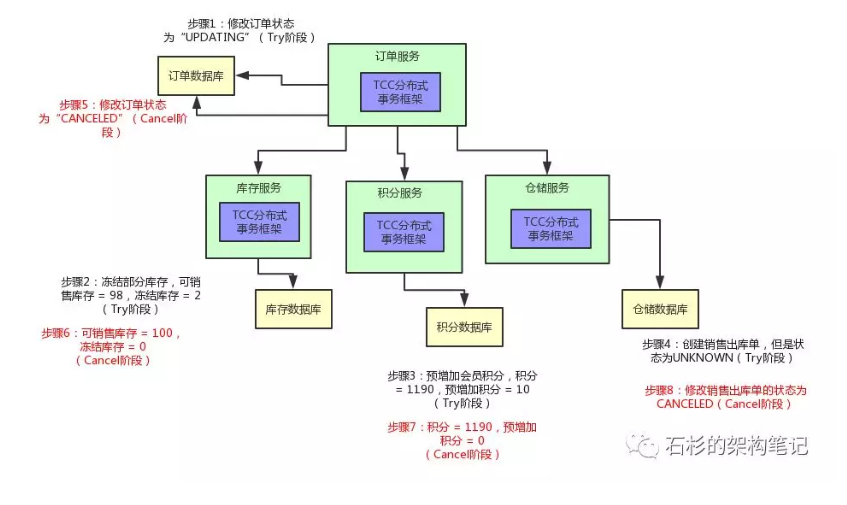 步骤1：修改订单状态
为“UPDATING”（Try阶段）
订单服务
TCC分布式
事务框架
订单数据库
步骤5：修改订单状态
为“CANCELED”（Cancel阶
段）
库存服务
TCC分布式
事务框架
积分服务
TCC分布式
事务框架
仓储服务
TCC分布式
事务框架
步骤2：冻结部分库存，可销
售库存 = 98，冻结库存 = 2
（Try阶段）
库存数据库
积分数据库
仓储数据库
步骤6：可销售库存 = 100，
冻结库存 = 0
（Cancel阶段）
步骤4：创建销售出库单，但是状
态为UNKNOWN（Try阶段）
步骤3：预增加会员积分，积分
= 1190，预增加积分 = 10
（Try阶段）
步骤8：修改销售出库单的状态为
CANCELED（Cancel阶段）
步骤7：积分 = 1190，预增加
积分 = 0
（Cancel阶段）
石杉的架构笔记